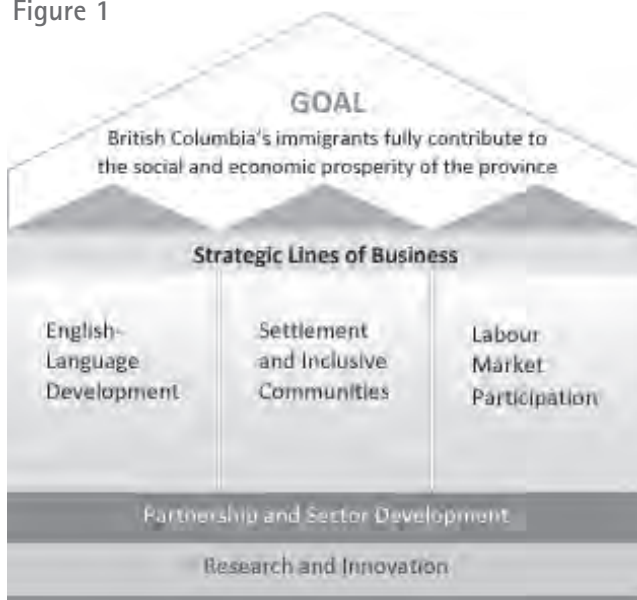 Figure 1
GOAL
British Columbia's immigrants fully contribute to
the social and economic prosperity of the province
Strategic Lines of Business
English-
Language
Development
Settlement
and Inclusive
Communities
Labour
Market
Participation
Partnership and Sector Development
Research and Innovation